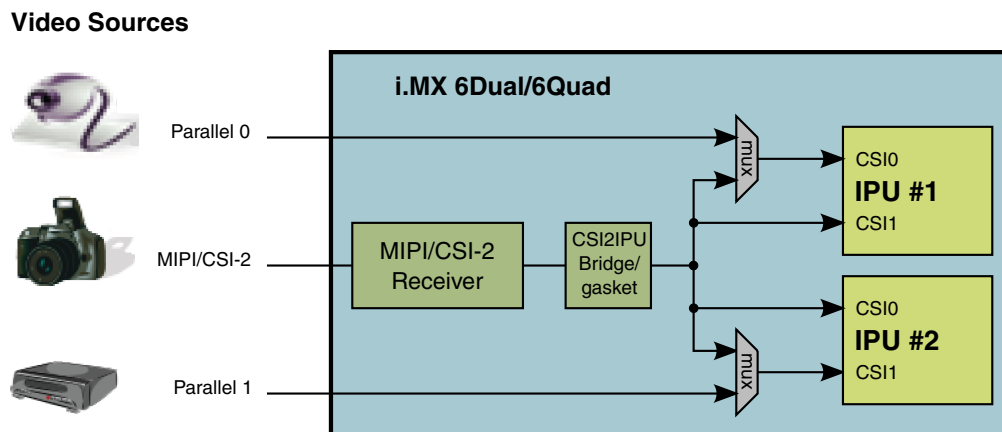 Video Sources
i.MX 6Dual/6Quad
Parallel 0
mux
CSI0
IPU #1
CSI1
MIPI/CSI-2
MIPI/CSI-2
Receiver
CSI2IPU
Bridge/
gasket
CSI0
IPU #2
CSI1
mux
Parallel 1